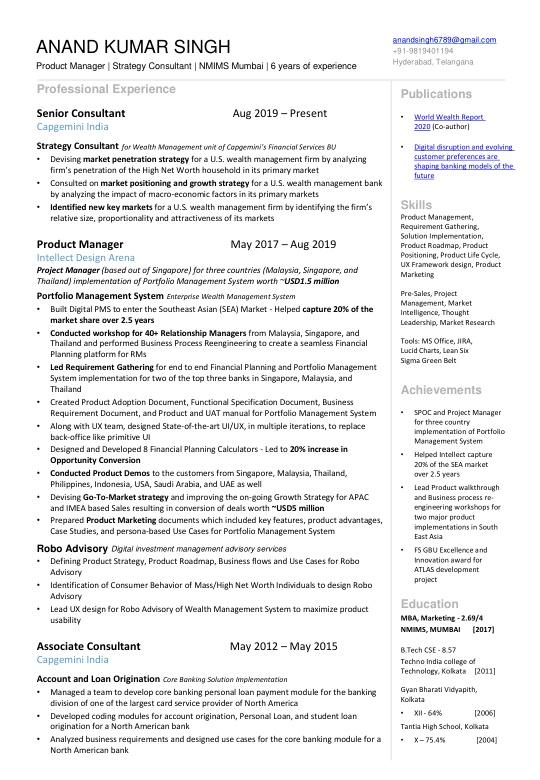 ANAND KUMAR SINGH
Product Manager | Strategy Consultant | NMIMS Mumbai | 6 years of experience
anandsingh6789@gmail.com
+91-9819401194
Hyderabad, Telangana
Professional Experience
Senior Consultant Aug 2019 – Present
Capgemini India
Strategy Consultant for Wealth Management unit of Capgemini's Financial Services BU
• Devising market penetration strategy for a U.S. wealth management firm by analyzing
firm's penetration of the High Net Worth household in its primary market
• Consulted on market positioning and growth strategy for a U.S. wealth management bank
by analyzing the impact of macro-economic factors in its primary markets
• Identified new key markets for a U.S. wealth management firm by identifying the firm's
relative size, proportionality and attractiveness of its markets
Product Manager May 2017 – Aug 2019
Intellect Design Arena
Project Manager (based out of Singapore) for three countries (Malaysia, Singapore, and
Thailand) implementation of Portfolio Management System worth ~USD1.5 million
Portfolio Management System Enterprise Wealth Management System
• Built Digital PMS to enter the Southeast Asian (SEA) Market - Helped capture 20% of the
market share over 2.5 years
• Conducted workshop for 40+ Relationship Managers from Malaysia, Singapore, and
Thailand and performed Business Process Reengineering to create a seamless Financial
Planning platform for RMs
• Led Requirement Gathering for end to end Financial Planning and Portfolio Management
System implementation for two of the top three banks in Singapore, Malaysia, and
Thailand
• Created Product Adoption Document, Functional Specification Document, Business
Requirement Document, and Product and UAT manual for Portfolio Management System
• Along with UX team, designed State-of-the-art UI/UX, in multiple iterations, to replace
back-office like primitive UI
• Designed and Developed 8 Financial Planning Calculators - Led to 20% increase in
Opportunity Conversion
• Conducted Product Demos to the customers from Singapore, Malaysia, Thailand,
Philippines, Indonesia, USA, Saudi Arabia, and UAE as well
• Devising Go-To-Market strategy and improving the on-going Growth Strategy for APAC
and IMEA based Sales resulting in conversion of deals worth ~USD5 million
• Prepared Product Marketing documents which included key features, product advantages,
Case Studies, and persona-based Use Cases for Portfolio Management System
Robo Advisory Digital investment management advisory services
• Defining Product Strategy, Product Roadmap, Business flows and Use Cases for Robo
Advisory
• Identification of Consumer Behavior of Mass/High Net Worth Individuals to design Robo
Advisory
• Lead UX design for Robo Advisory of Wealth Management System to maximize product
usability
Associate Consultant May 2012 – May 2015
Capgemini India
Account and Loan Origination Core Banking Solution Implementation
• Managed a team to develop core banking personal loan payment module for the banking
division of one of the largest card service provider of North America
• Developed coding modules for account origination, Personal Loan, and student loan
origination for a North American bank
• Analyzed business requirements and designed use cases for the core banking module for a
North American bank
Publications
• World Wealth Report
2020 (Co-author)
• Digital disruption and evolving
customer preferences are
shaping banking models of the
future
Skills
Product Management,
Requirement Gathering,
Solution Implementation,
Product Roadmap, Product
Positioning, Product Life Cycle,
UX Framework design, Product
Marketing
Pre-Sales, Project
Management, Market
Intelligence, Thought
Leadership, Market Research
Tools: MS Office, JIRA,
Lucid Charts, Lean Six
Sigma Green Belt
Achievements
• SPOC and Project Manager
for three country
implementation of Portfolio
Management System
• Helped Intellect capture
20% of the SEA market
over 2.5 years
• Lead Product walkthrough
and Business process re-
engineering workshops for
two major product
implementations in South
East Asia
• FS GBU Excellence and
Innovation award for
ATLAS development
project
Education
MBA, Marketing - 2.69/4
NMIMS, MUMBAI [2017]
B.Tech CSE - 8.57
Techno India college of
Technology, Kolkata [2011]
Gyan Bharati Vidyapith,
Kolkata
• XII - 64% [2006]
Tantia High School, Kolkata
• X – 75.4% [2004]